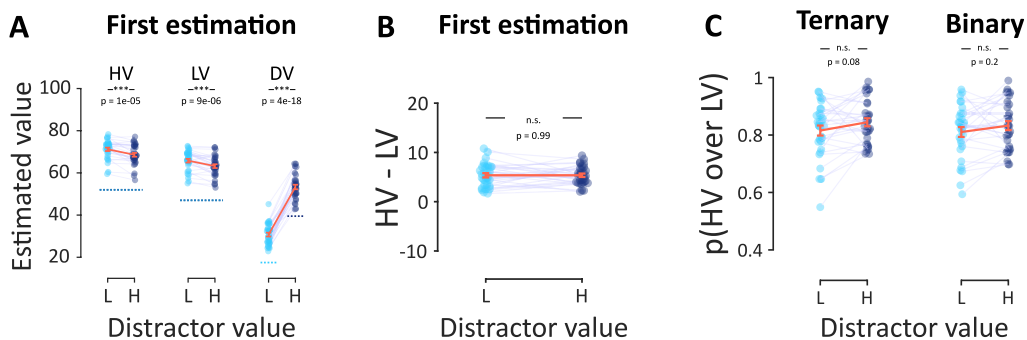 A
First estimation
HV
LV
DV
***
***
***
p = 1e-05
p = 9e-06
p = 4e-18
Estimated value
100
80
60
40
20
L H
L H
L H
Distractor value
B
First estimation
n.s.
p = 0.99
HV - LV
20
10
0
-10
L
H
Distractor value
C
Ternary
Binary
n.s.
p = 0.08
n.s.
p = 0.2
p(HV over LV)
1
0.8
0.6
0.4
L
H
L
H
Distractor value